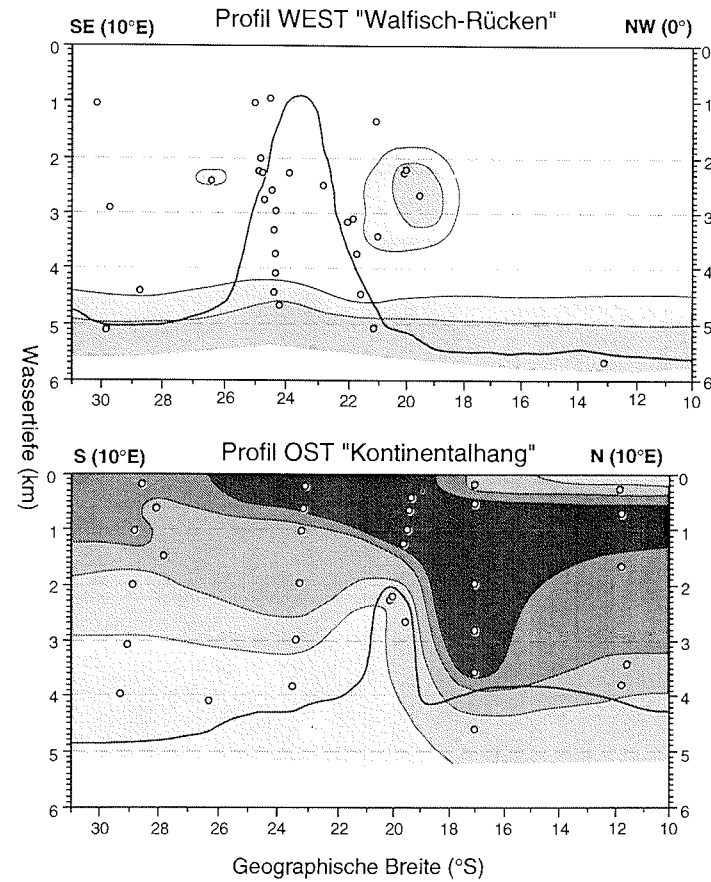 Profil WEST "Walfisch-Rücken"
SE (10°E) NW (0°)
0 0
1 1
2 2
3 3
4 4
5 5
6 6
30 28 26 24 22 20 18 16 14 12 10
Wassertiefe (km)
Profil OST "Kontinentalhang"
S (10°E) N (10°E)
0 0
1 1
2 2
3 3
4 4
5 5
6 6
30 28 26 24 22 20 18 16 14 12 10
Geographische Breite (°S)